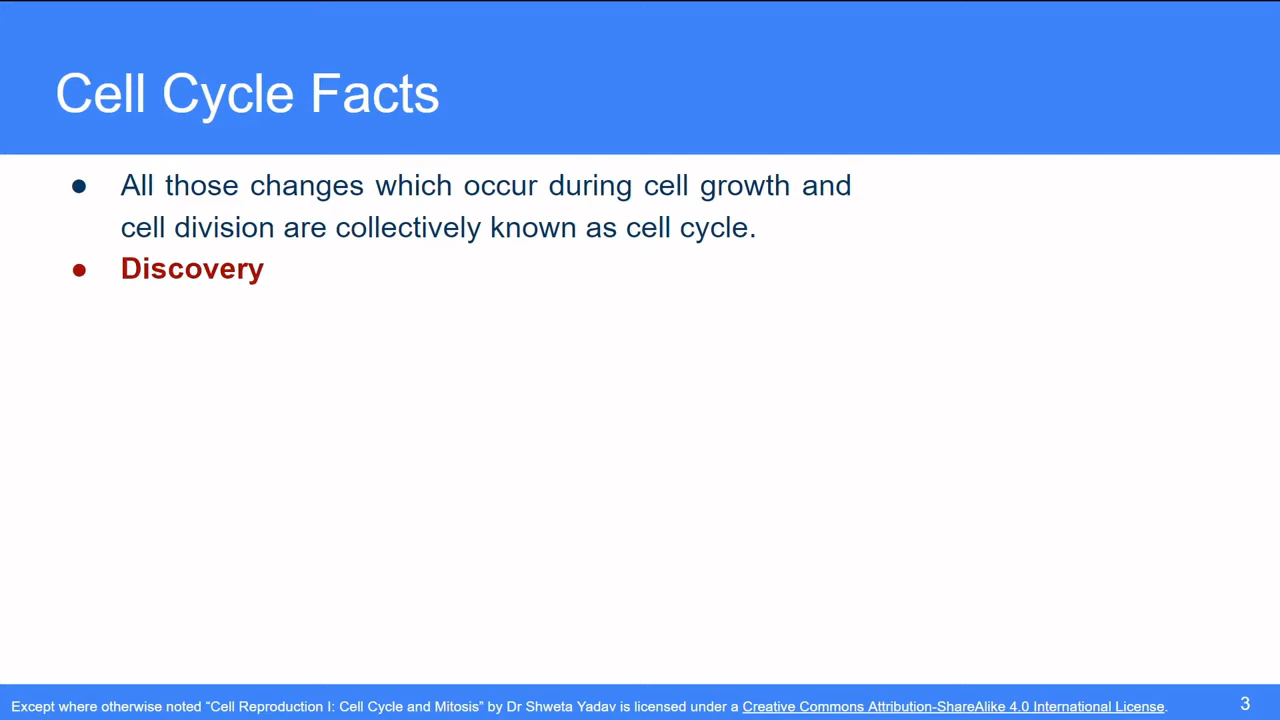 Cell Cycle Facts
● All those changes which occur during cell growth and
cell division are collectively known as cell cycle.
● Discovery
Except where otherwise noted “Cell Reproduction I: Cell Cycle and Mitosis” by Dr Shweta Yadav is licensed under a Creative Commons Attribution-ShareAlike 4.0 International License.
3